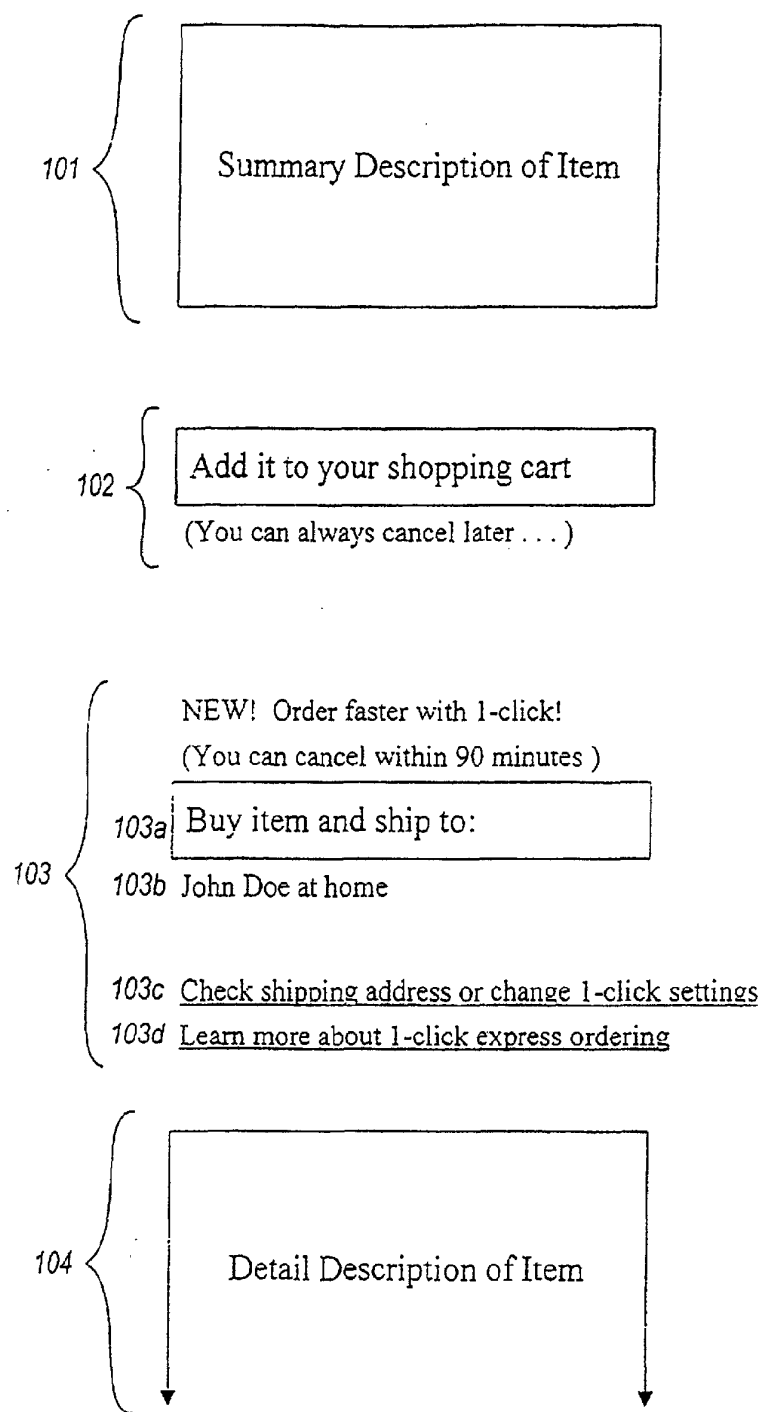 101
Summary Description of Item
102
Add it to your shopping cart
(You can always cancel later . . . )
103
NEW! Order faster with 1-click!
(You can cancel within 90 minutes )
103a Buy item and ship to:
103b John Doe at home
103c Check shipping address or change 1-click settings
103d Learn more about 1-click express ordering
104
Detail Description of Item